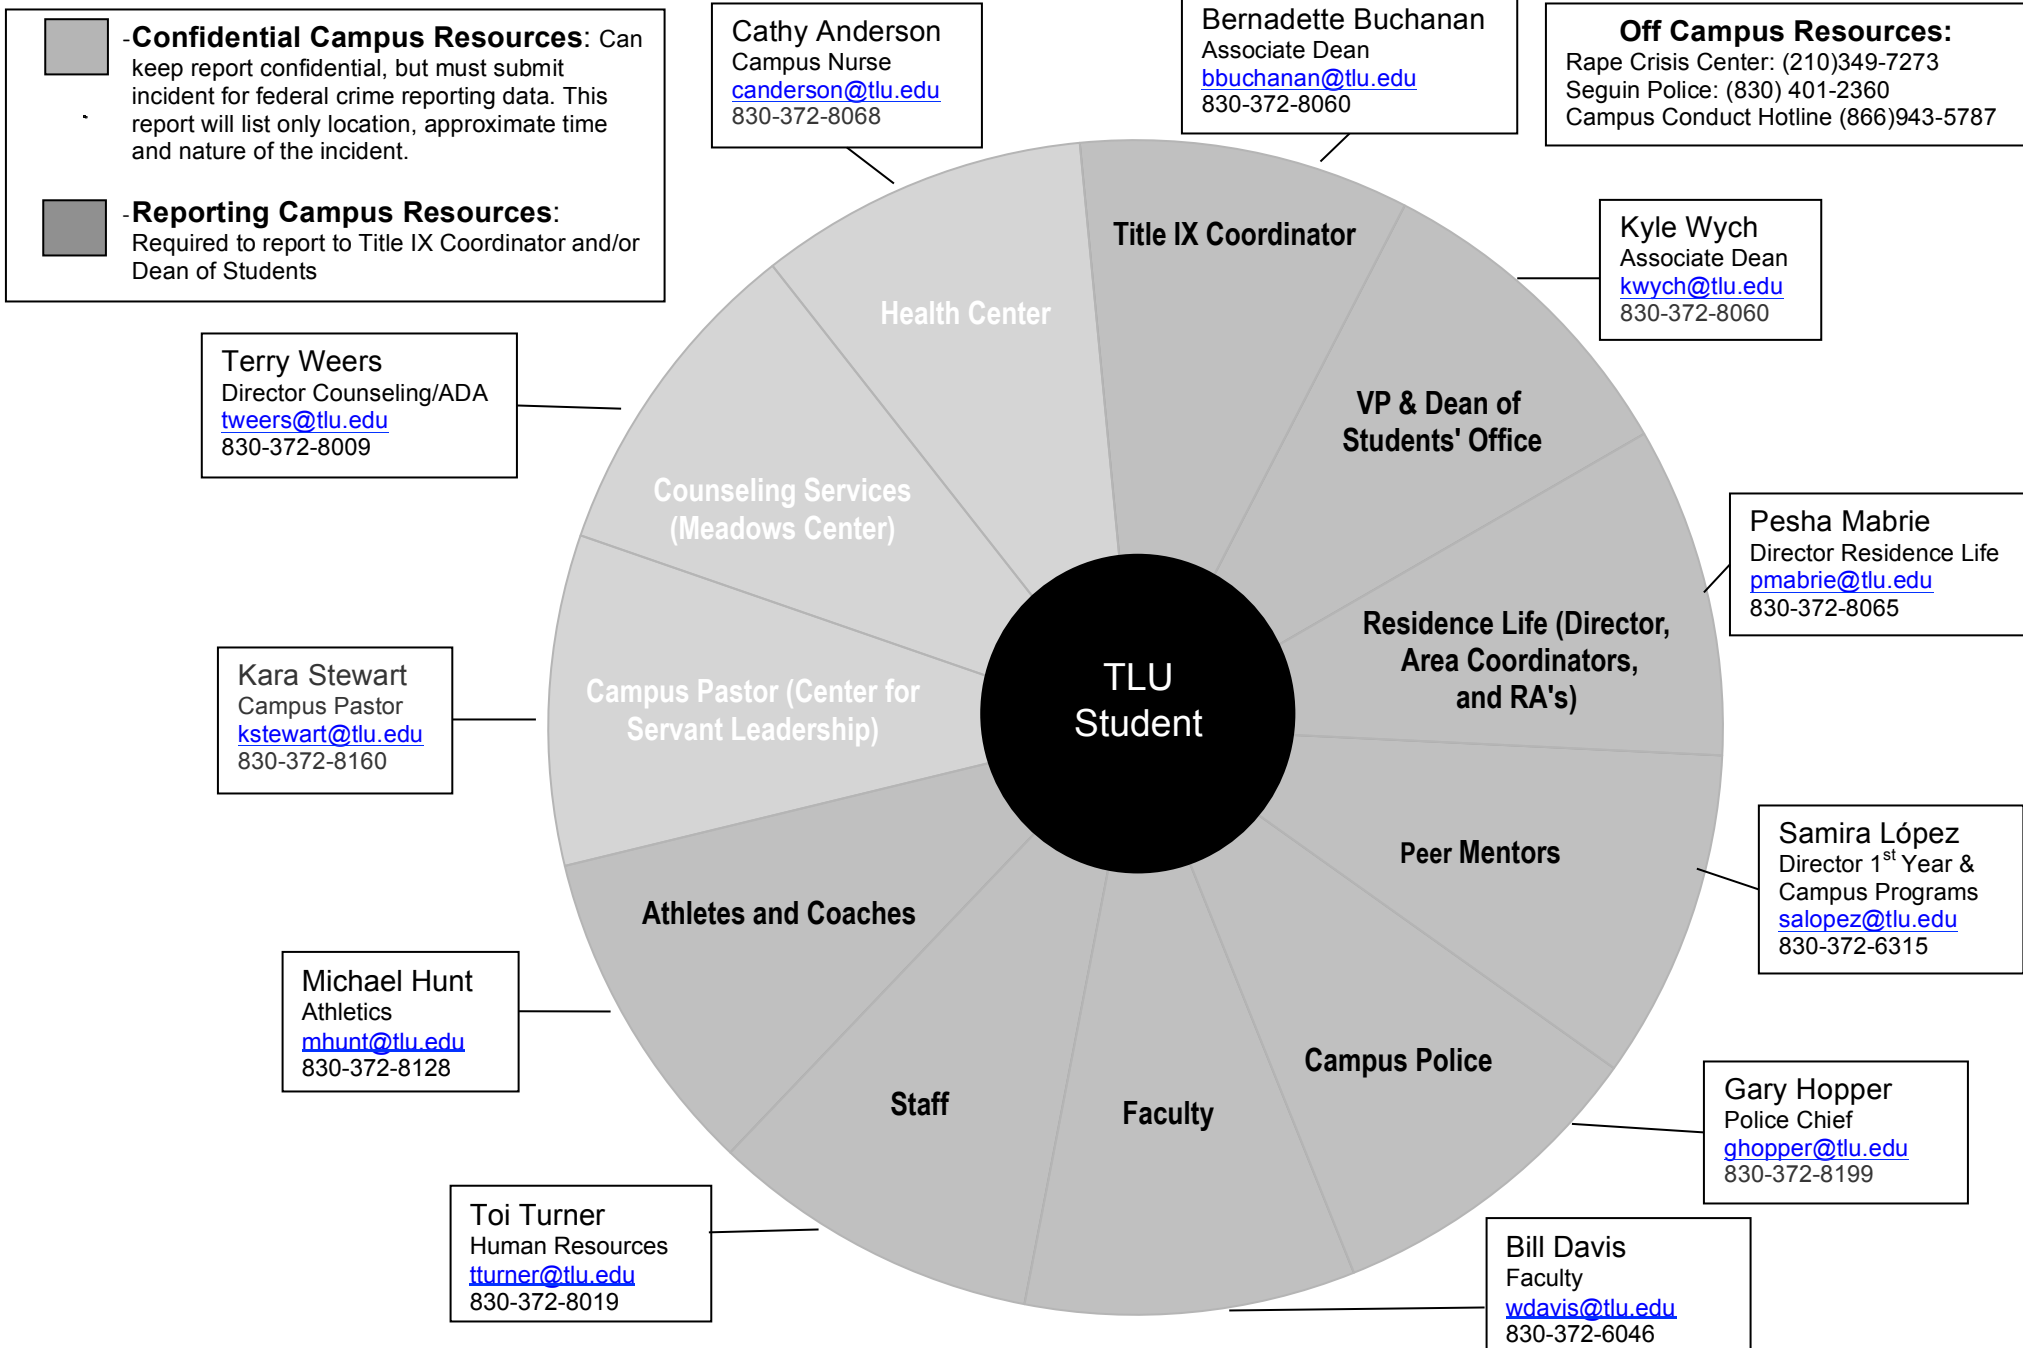 -Confidential Campus Resources: Can
keep report confidential, but must submit
incident for federal crime reporting data. This
report will list only location, approximate time
and nature of the incident.
-Reporting Campus Resources:
Required to report to Title IX Coordinator and/or
Dean of Students
Cathy Anderson
Campus Nurse
canderson@tlu.edu
830-372-8068
Bernadette Buchanan
Associate Dean
bbuchanan@tlu.edu
830-372-8060
Off Campus Resources:
Rape Crisis Center: (210)349-7273
Seguin Police: (830) 401-2360
Campus Conduct Hotline (866)943-5787
Kyle Wych
Associate Dean
kwych@tlu.edu
830-372-8060
Terry Weers
Director Counseling/ADA
tweers@tlu.edu
830-372-8009
Pesha Mabrie
Director Residence Life
pmabrie@tlu.edu
830-372-8065
Kara Stewart
Campus Pastor
kstewart@tlu.edu
830-372-8160
Samira López
Director 1st Year &
Campus Programs
salopez@tlu.edu
830-372-6315
Michael Hunt
Athletics
mhunt@tlu.edu
830-372-8128
Gary Hopper
Police Chief
ghopper@tlu.edu
830-372-8199
Toi Turner
Human Resources
tturner@tlu.edu
830-372-8019
Bill Davis
Faculty
wdavis@tlu.edu
830-372-6046
Title IX Coordinator
VP & Dean of
Students' Office
Residence Life (Director,
Area Coordinators,
and RA's)
Peer Mentors
Campus Police
Faculty
Staff
Athletes and Coaches
Campus Pastor (Center for
Servant Leadership)
Counseling Services
(Meadows Center)
Health Center
TLU
Student